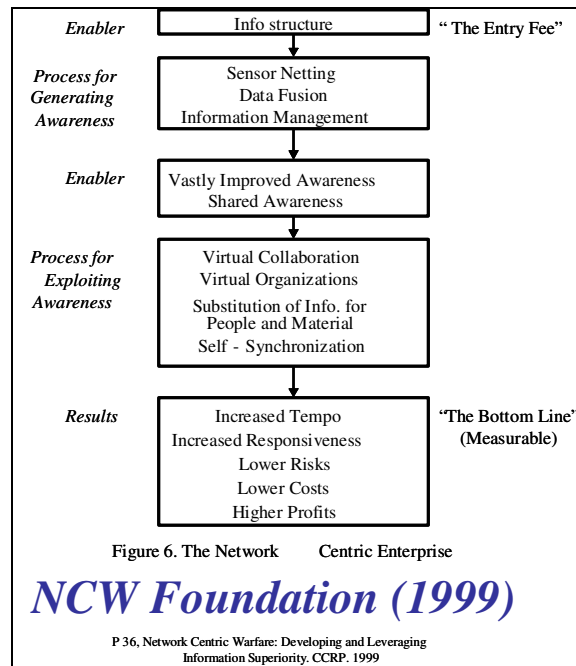 Enabler
Info structure
“ The Entry Fee”
Process for
Generating
Awareness
Sensor Netting
Data Fusion
Information Management
Enabler
Vastly Improved Awareness
Shared Awareness
Process for
Exploiting
Awareness
Virtual Collaboration
Virtual Organizations
Substitution of Info. for
People and Material
Self - Synchronization
Results
Increased Tempo
Increased Responsiveness
Lower Risks
Lower Costs
Higher Profits
“The Bottom Line”
(Measurable)
Figure 6. The Network Centric Enterprise
NCW Foundation (1999)
P 36, Network Centric Warfare: Developing and Leveraging
Information Superiority. CCRP. 1999